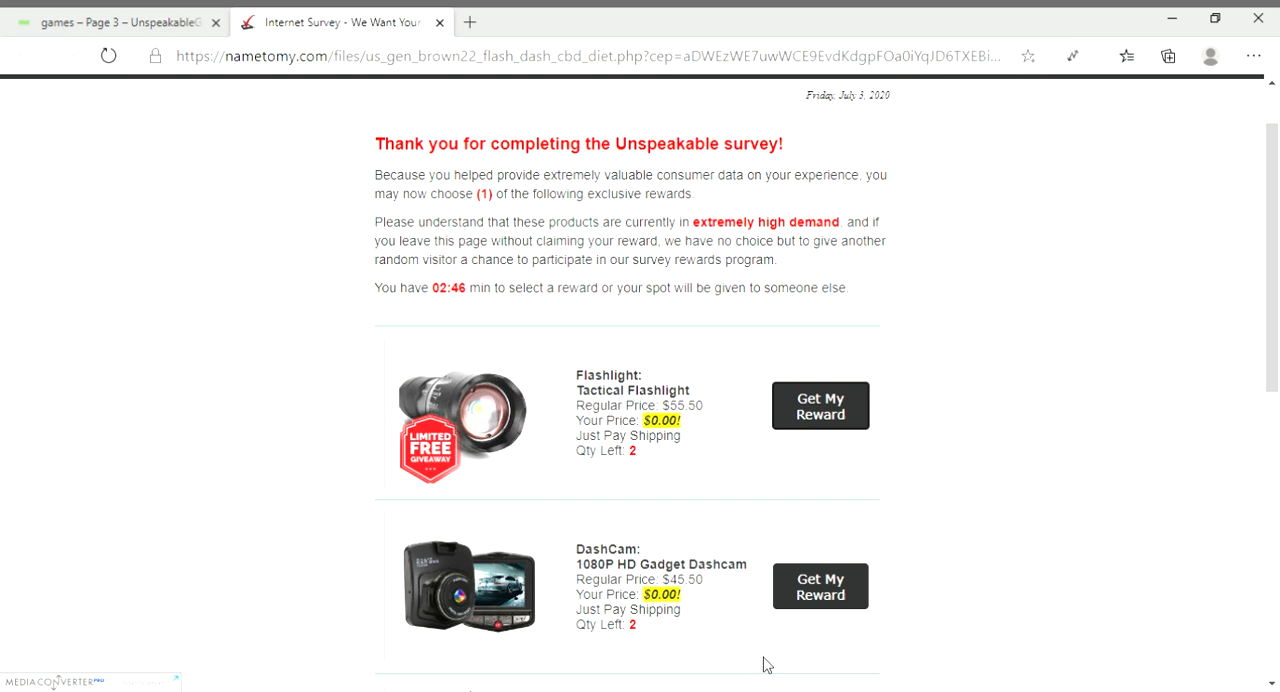 games – Page 3 – UnspeakableG
Internet Survey - We Want Your
https://nametomy.com/files/us_gen_brown22_flash_dash_cbd_diet.php?cep=aDWEzWE7uwWCE9EvdKdgpFOa0iYqJD6TXEBi...
Friday, July 3, 2020
Thank you for completing the Unspeakable survey!
Because you helped provide extremely valuable consumer data on your experience, you
may now choose (1) of the following exclusive rewards.
Please understand that these products are currently in extremely high demand, and if
you leave this page without claiming your reward, we have no choice but to give another
random visitor a chance to participate in our survey rewards program.
You have 02:46 min to select a reward or your spot will be given to someone else.
Flashlight:
Tactical Flashlight
Regular Price: $55.50
Your Price: $0.00!
Just Pay Shipping
Qty Left: 2
Get My
Reward
LIMITED
FREE
GIVEAWAY
DashCam:
1080P HD Gadget Dashcam
Regular Price: $45.50
Your Price: $0.00!
Just Pay Shipping
Qty Left: 2
Get My
Reward
MEDIACONVERTERPRO